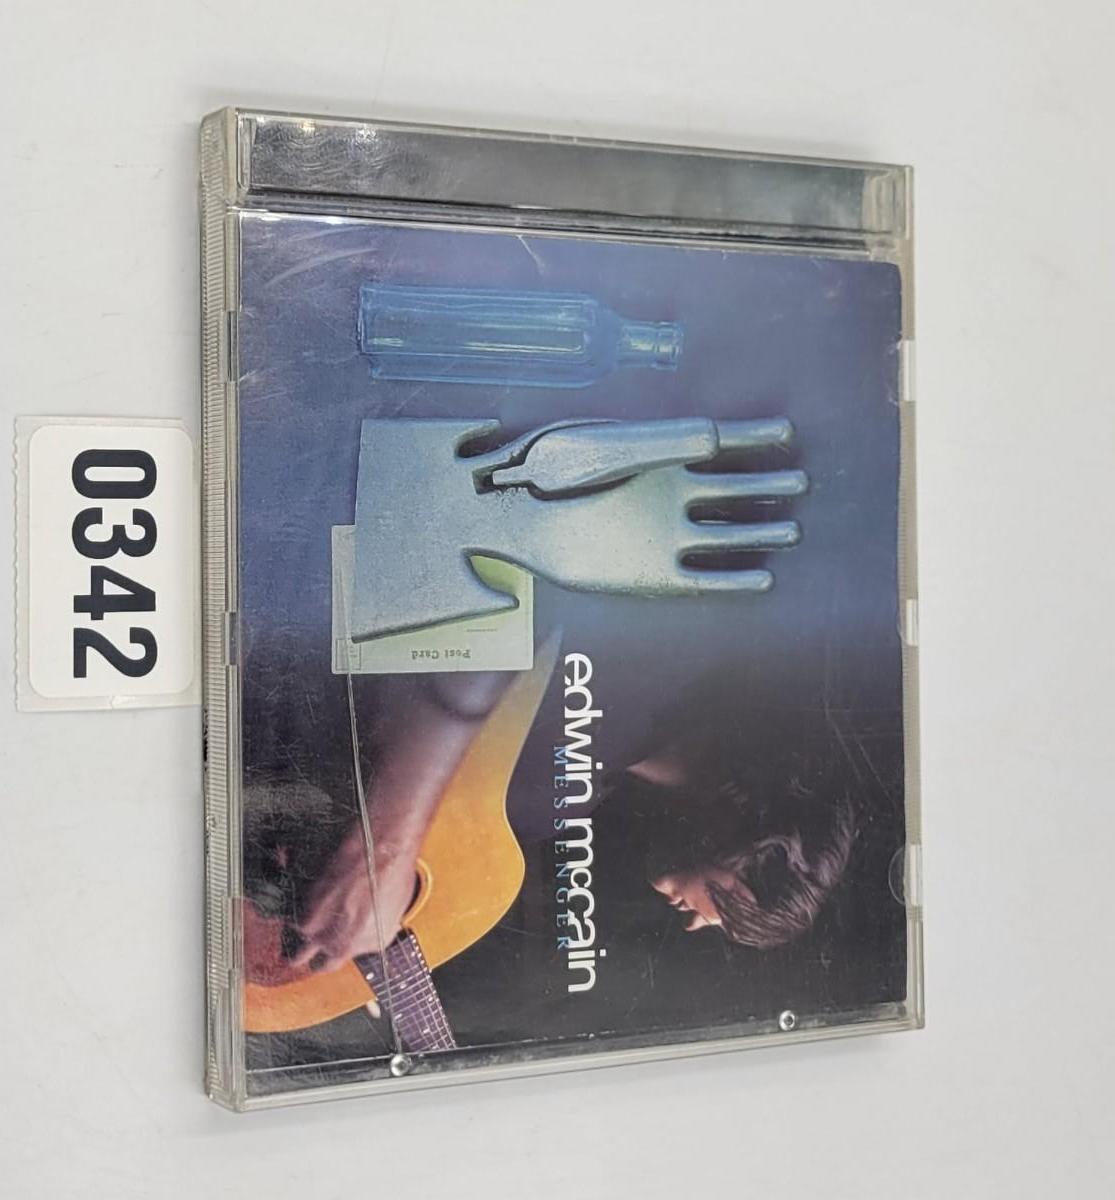 edwin mccain
MESSENGER
Post Card
0342